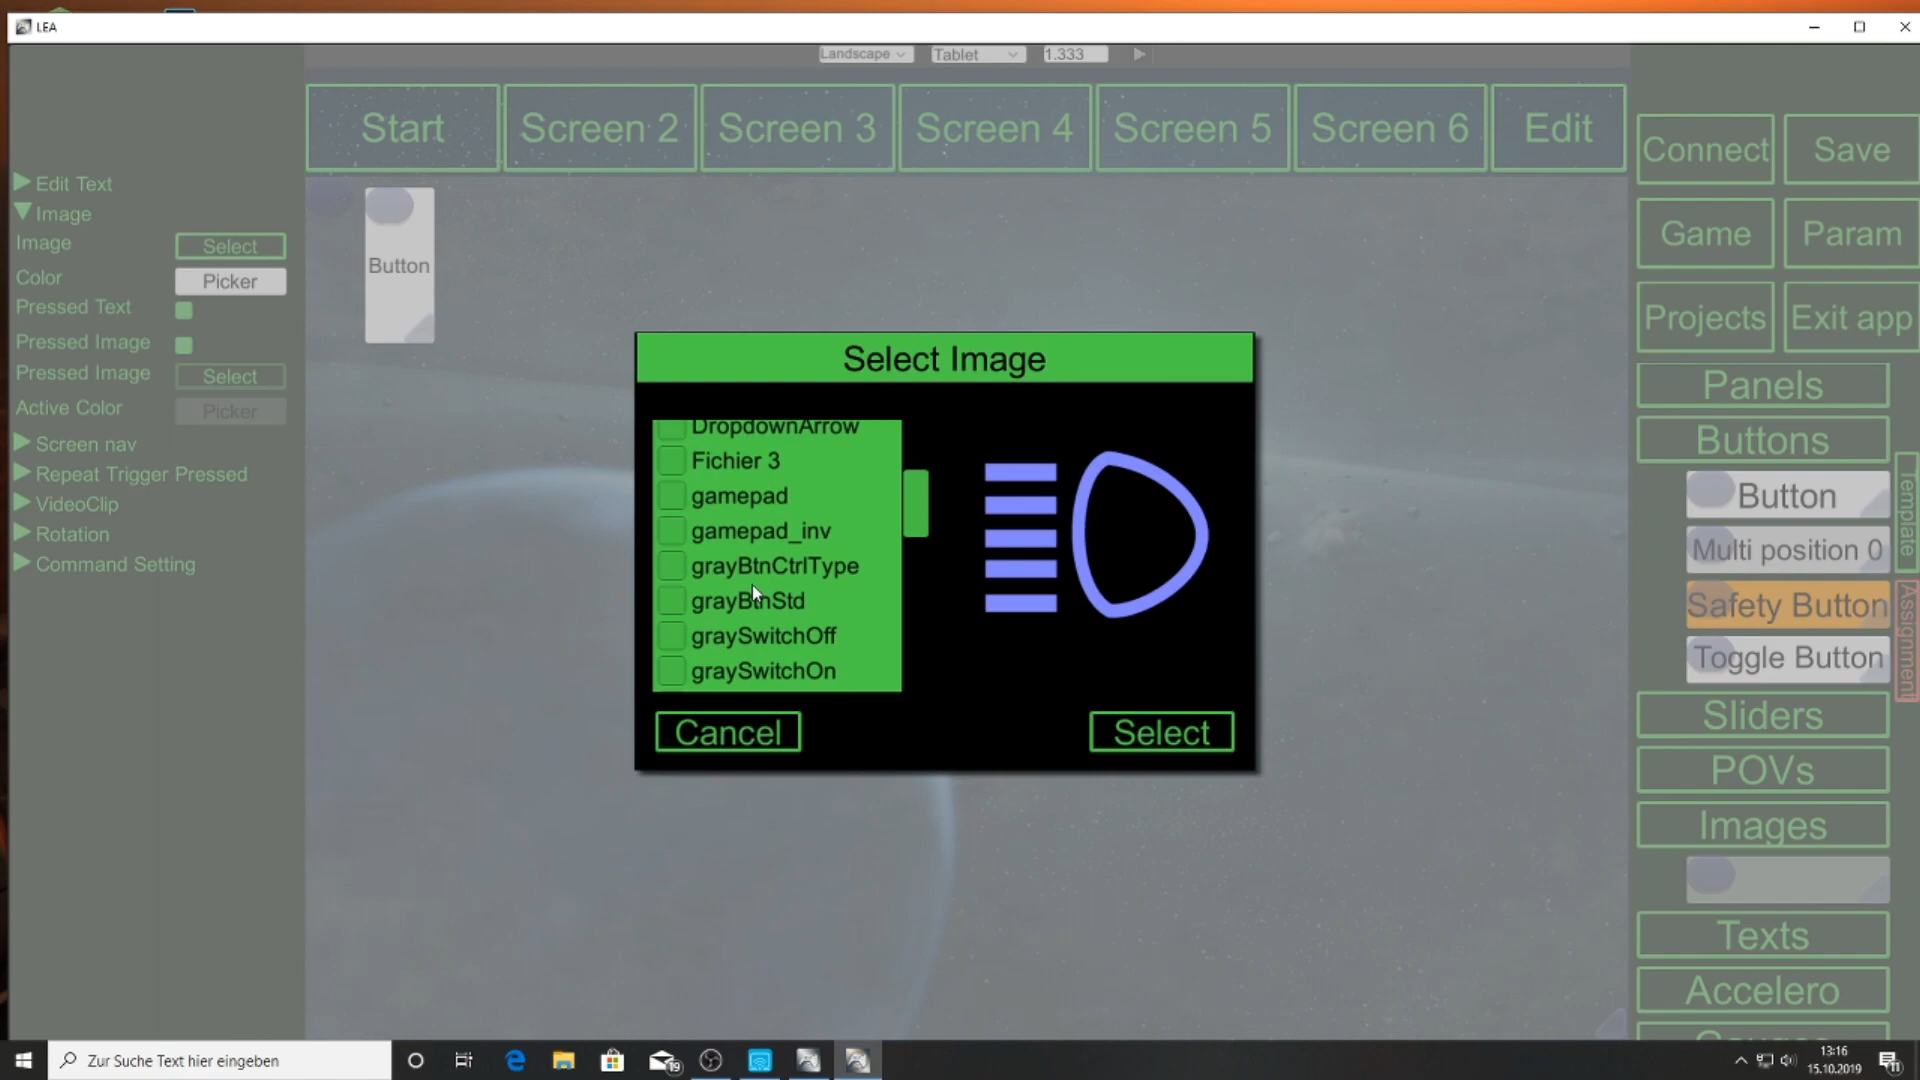 LEA
Landscape
Tablet
1.333
Start
Screen 2
Screen 3
Screen 4
Screen 5
Screen 6
Edit
Connect
Save
Game
Param
Projects
Exit app
Edit Text
Image
Image
Select
Color
Picker
Pressed Text
Pressed Image
Pressed Image
Select
Active Color
Picker
Screen nav
Repeat Trigger Pressed
VideoClip
Rotation
Command Setting
Button
Select Image
DropdownArrow
Fichier 3
gamepad
gamepad_inv
grayBtnCtrlType
grayBtnStd
graySwitchOff
graySwitchOn
Cancel
Select
Panels
Buttons
Button
Multi position 0
Safety Button
Toggle Button
Sliders
POVs
Images
Texts
Accelero
Template
Assignment
Zur Suche Text hier eingeben
19
13:16
15.10.2019
11